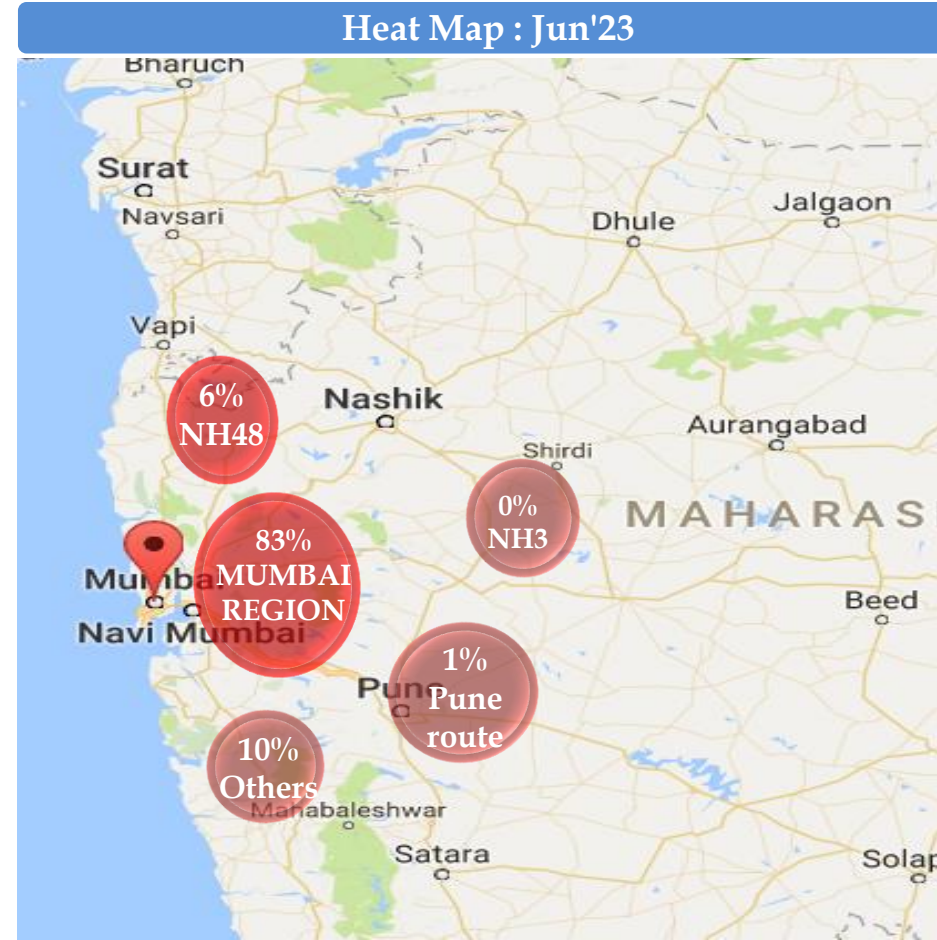 Heat Map : Jun'23
Bharuch
Surat
Navsari
Dhule
Jalgaon
Vapi
6%
NH48
Nashik
Aurangabad
Shirdi
0%
NH3
MAHARAS
83%
MUMBAI
REGION
Mumba
Navi Mumbai
Beed
1%
Pune
route
Pune
10%
Others
Mahabaleshwar
Satara
Solap